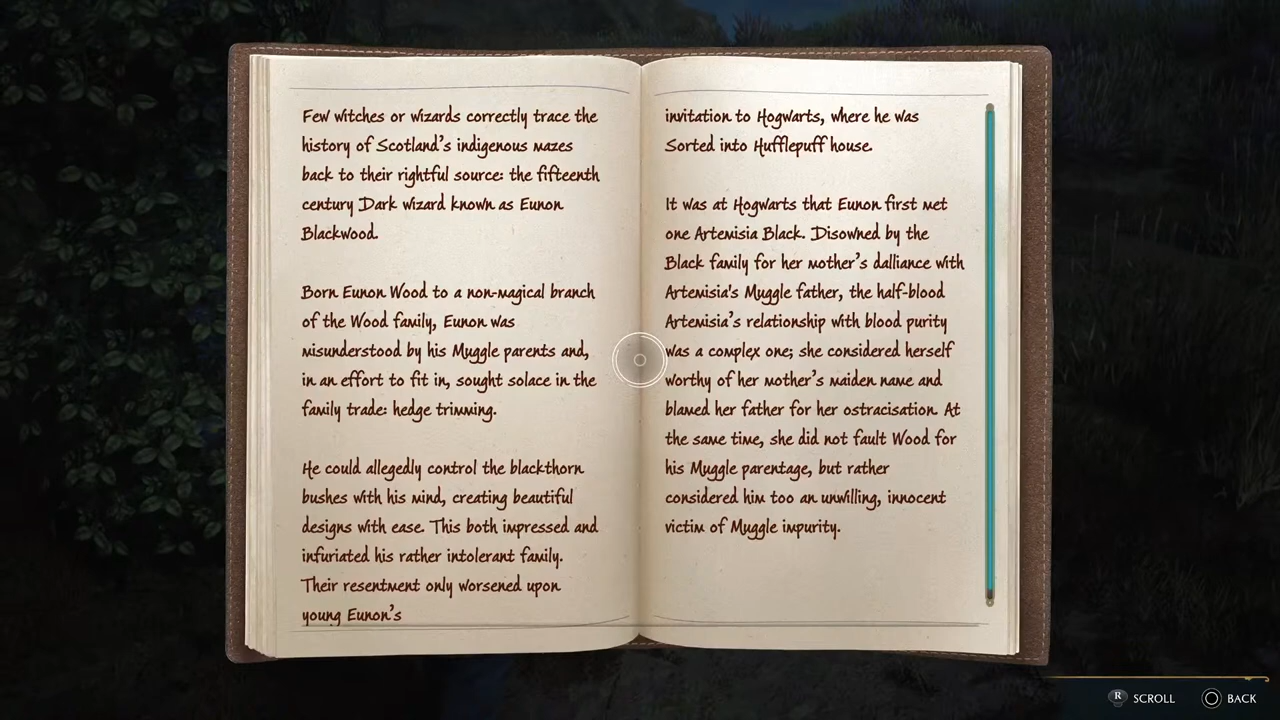 Few witches or wizards correctly trace the
history of Scotland's indigenous mazes
back to their rightful source: the fifteenth
century Dark wizard known as Eunon
Blackwood.
Born Eunon Wood to a non-magical branch
of the Wood family, Eunon was
misunderstood by his Muggle parents and,
in an effort to fit in, sought solace in the
family trade: hedge trimming.
He could allegedly control the blackthorn
bushes with his mind, creating beautiful
designs with ease. This both impressed and
infuriated his rather intolerant family.
Their resentment only worsened upon
young Eunon's
invitation to Hogwarts, where he was
Sorted into Hufflepuff house.
It was at Hogwarts that Eunon first met
one Artemisia Black. Disowned by the
Black family for her mother's dalliance with
Artemisia's Muggle father, the half-blood
Artemisia's relationship with blood purity
was a complex one; she considered herself
worthy of her mother's maiden name and
blamed her father for her ostracisation. At
the same time, she did not fault Wood for
his Muggle parentage, but rather
considered him too an unwilling, innocent
victim of Muggle impurity.
R SCROLL BACK